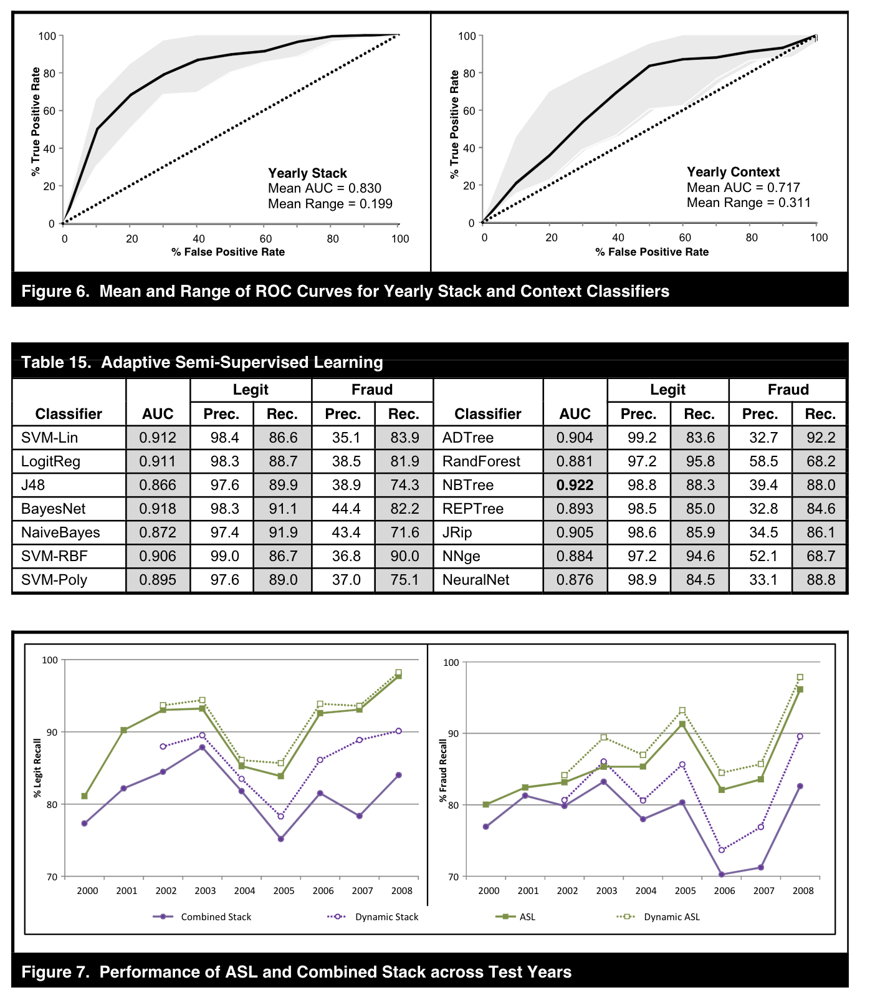 100
80
60
40
20
0
% True Positive Rate
Yearly Stack
Mean AUC = 0.830
Mean Range = 0.199
0 20 40 60 80 100
% False Positive Rate
100
80
60
40
20
0
% True Positive Rate
Yearly Context
Mean AUC = 0.717
Mean Range = 0.311
0 20 40 60 80 100
% False Positive Rate
Figure 6. Mean and Range of ROC Curves for Yearly Stack and Context Classifiers
Table 15. Adaptive Semi-Supervised Learning
Legit Fraud Legit Fraud
Classifier AUC Prec. Rec. Prec. Rec. Classifier AUC Prec. Rec. Prec. Rec.
SVM-Lin 0.912 98.4 86.6 35.1 83.9 ADTree 0.904 99.2 83.6 32.7 92.2
LogitReg 0.911 98.3 88.7 38.5 81.9 RandForest 0.881 97.2 95.8 58.5 68.2
J48 0.866 97.6 89.9 38.9 74.3 NBTree 0.922 98.8 88.3 39.4 88.0
BayesNet 0.918 98.3 91.1 44.4 82.2 REPTree 0.893 98.5 85.0 32.8 84.6
NaiveBayes 0.872 97.4 91.9 43.4 71.6 JRip 0.905 98.6 85.9 34.5 86.1
SVM-RBF 0.906 99.0 86.7 36.8 90.0 NNge 0.884 97.2 94.6 52.1 68.7
SVM-Poly 0.895 97.6 89.0 37.0 75.1 NeuralNet 0.876 98.9 84.5 33.1 88.8
100
90
80
70
% Legit Recall
2000 2001 2002 2003 2004 2005 2006 2007 2008
100
90
80
70
% Fraud Recall
2000 2001 2002 2003 2004 2005 2006 2007 2008
Combined Stack Dynamic Stack ASL Dynamic ASL
Figure 7. Performance of ASL and Combined Stack across Test Years